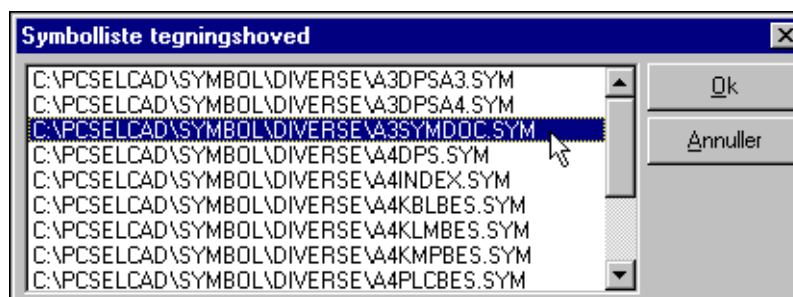 Symbolliste tegningshoved
C:\PCSELCAD\SYMBOL\DIVERSE\A3DPSA3.SYM
C:\PCSELCAD\SYMBOL\DIVERSE\A3DPSA4.SYM
C:\PCSELCAD\SYMBOL\DIVERSE\A3SYMDOC.SYM
C:\PCSELCAD\SYMBOL\DIVERSE\A4DPS.SYM
C:\PCSELCAD\SYMBOL\DIVERSE\A4INDEX.SYM
C:\PCSELCAD\SYMBOL\DIVERSE\A4KBLBES.SYM
C:\PCSELCAD\SYMBOL\DIVERSE\A4KLMBES.SYM
C:\PCSELCAD\SYMBOL\DIVERSE\A4KMPBES.SYM
C:\PCSELCAD\SYMBOL\DIVERSE\A4PLCBES.SYM
Ok
Annuller